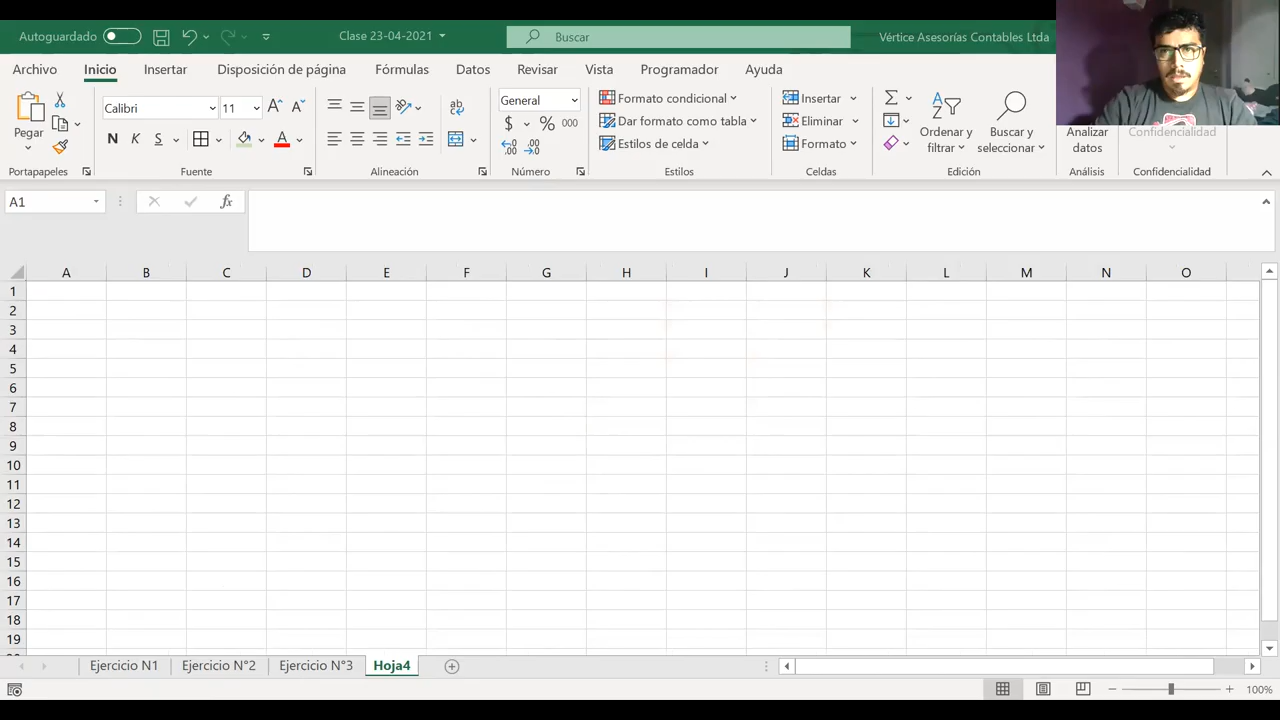 Autoguardado
Clase 23-04-2021
Buscar
Vértice Asesorías Contables Ltda
Archivo Inicio Insertar Disposición de página Fórmulas Datos Revisar Vista Programador Ayuda
Pegar
Portapapeles
Calibri 11
N K S
Fuente
Alineación
General
$ % 000
Número
Formato condicional
Dar formato como tabla
Estilos de celda
Estilos
Insertar
Eliminar
Formato
Celdas
Ordenar y filtrar
Buscar y seleccionar
Edición
Analizar datos
Análisis
Confidencialidad
Confidencialidad
A1
fx
A B C D E F G H I J K L M N O
1
2
3
4
5
6
7
8
9
10
11
12
13
14
15
16
17
18
19
Ejercicio N1 Ejercicio N°2 Ejercicio N°3 Hoja4
100%